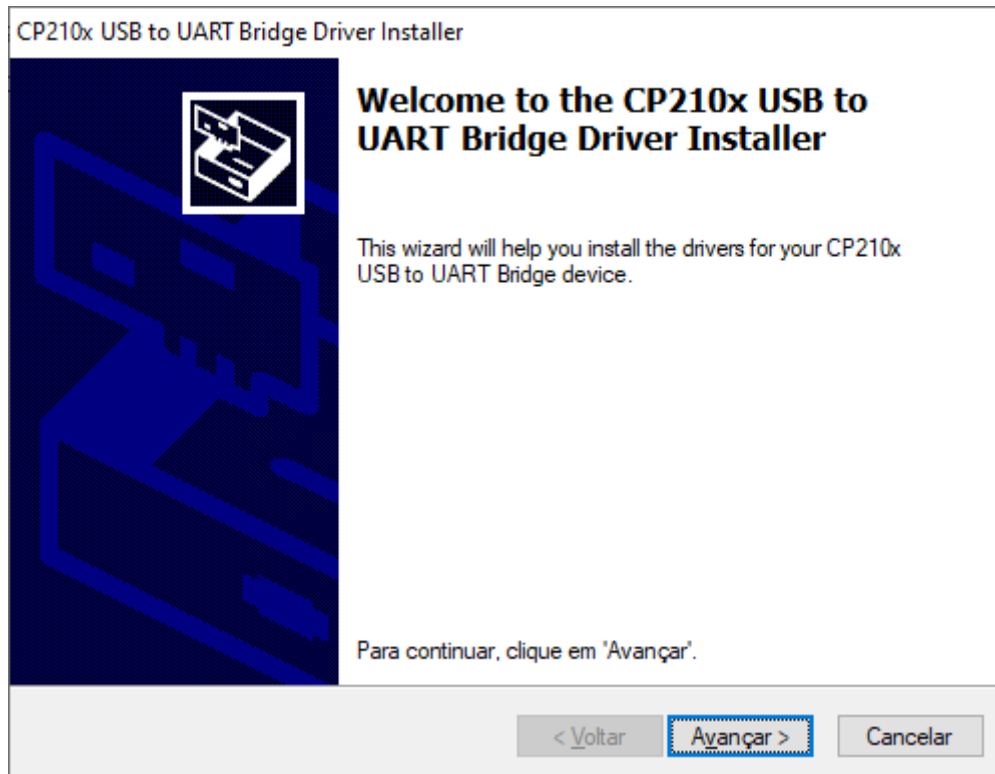 CP210x USB to UART Bridge Driver Installer
Welcome to the CP210x USB to
UART Bridge Driver Installer
This wizard will help you install the drivers for your CP210x
USB to UART Bridge device.
Para continuar, clique em 'Avançar'.
< Voltar
Avançar >
Cancelar